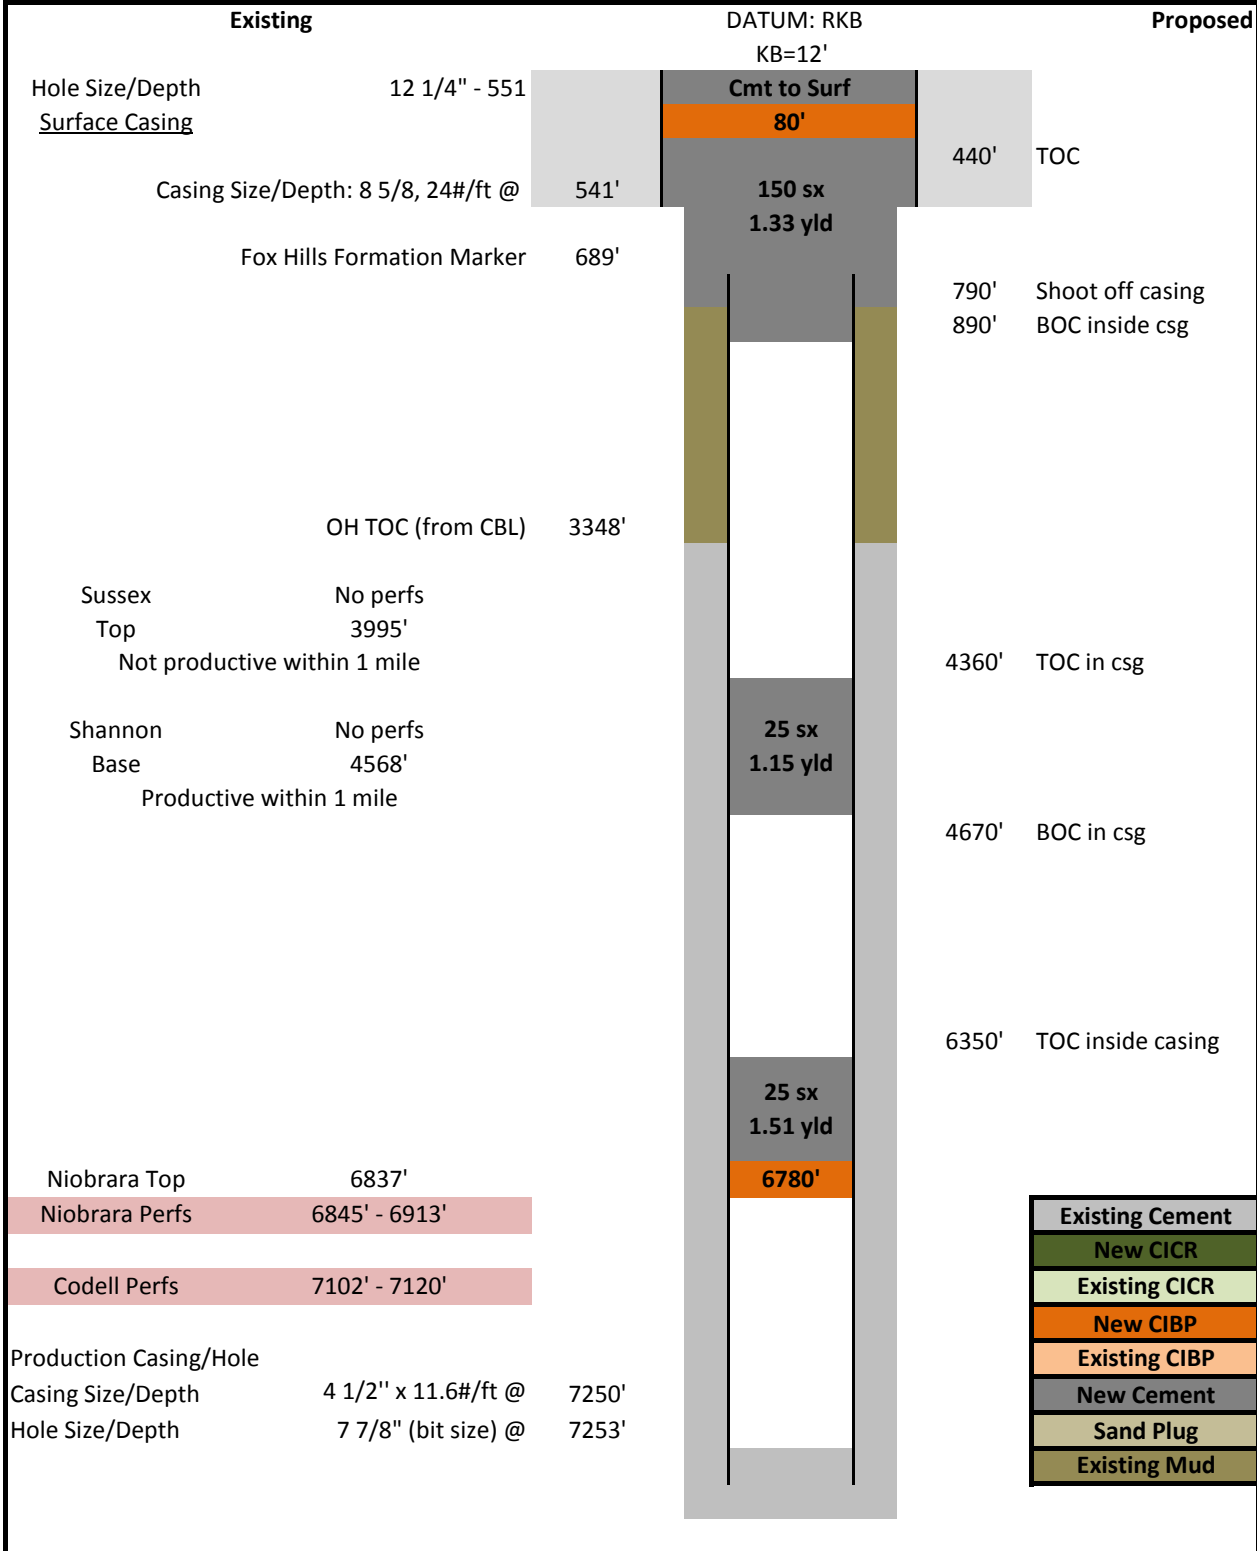 Existing DATUM: RKB Proposed
KB=12'
Hole Size/Depth 12 1/4" - 551 Cmt to Surf
Surface Casing 80'
440' TOC
Casing Size/Depth: 8 5/8, 24#/ft @ 541' 150 sx
1.33 yld
Fox Hills Formation Marker 689'
790' Shoot off casing
890' BOC inside csg
OH TOC (from CBL) 3348'
Sussex No perfs
Top 3995'
Not productive within 1 mile 4360' TOC in csg
Shannon No perfs 25 sx
Base 4568' 1.15 yld
Productive within 1 mile
4670' BOC in csg
6350' TOC inside casing
25 sx
1.51 yld
Niobrara Top 6837' 6780'
Niobrara Perfs 6845' - 6913' Existing Cement
New CICR
Codell Perfs 7102' - 7120' Existing CICR
New CIBP
Production Casing/Hole Existing CIBP
Casing Size/Depth 4 1/2'' x 11.6#/ft @ 7250' New Cement
Hole Size/Depth 7 7/8" (bit size) @ 7253' Sand Plug
Existing Mud